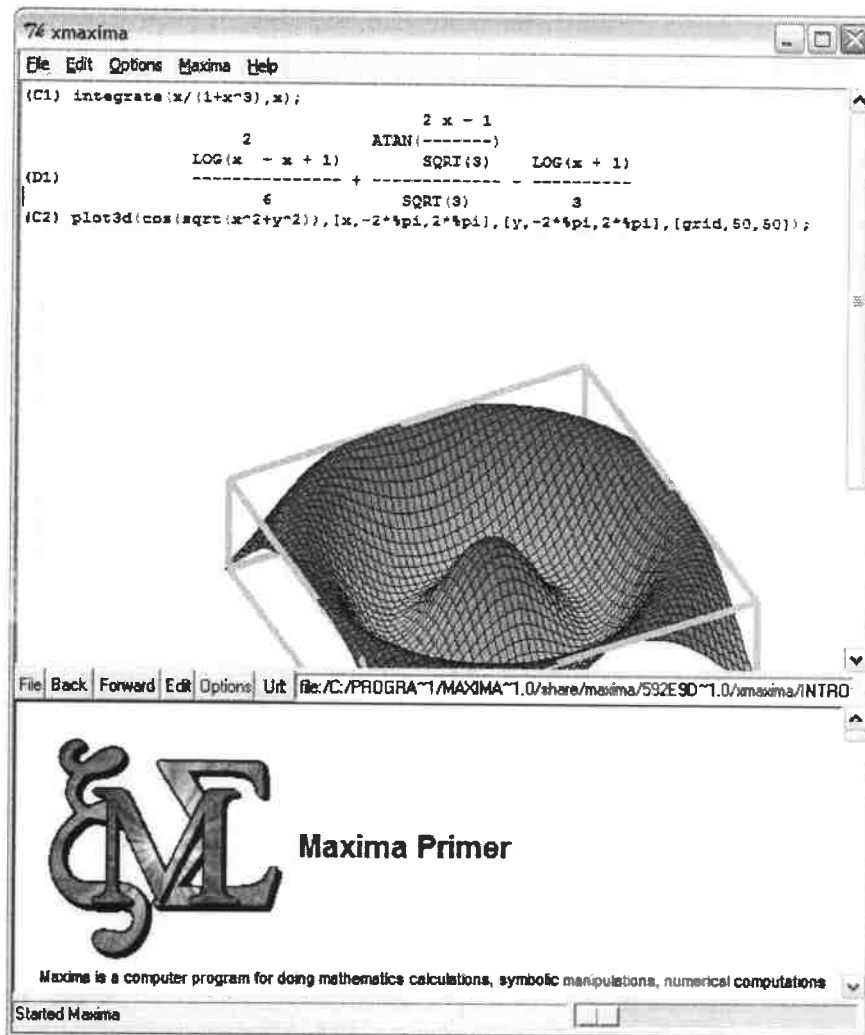 7k xmaxima
File Edit Options Maxima Help
(C1) integrate(x/(1+x^3),x);
2 x - 1
2 ATAN(-------)
LOG(x - x + 1) SQRT(3) LOG(x + 1)
(D1) --------------- + ------------- - ----------
6 SQRT(3) 3
(C2) plot3d(cos(sqrt(x^2+y^2)),[x,-2*%pi,2*%pi],[y,-2*%pi,2*%pi],[grid,50,50]);
File Back Forward Edit Options Url: file:/C:/PROGRA~1/MAXIMA~1.0/share/maxima/592E9D~1.0/xmaxima/INTRO
Maxima Primer
Maxima is a computer program for doing mathematics calculations, symbolic manipulations, numerical computations
Started Maxima